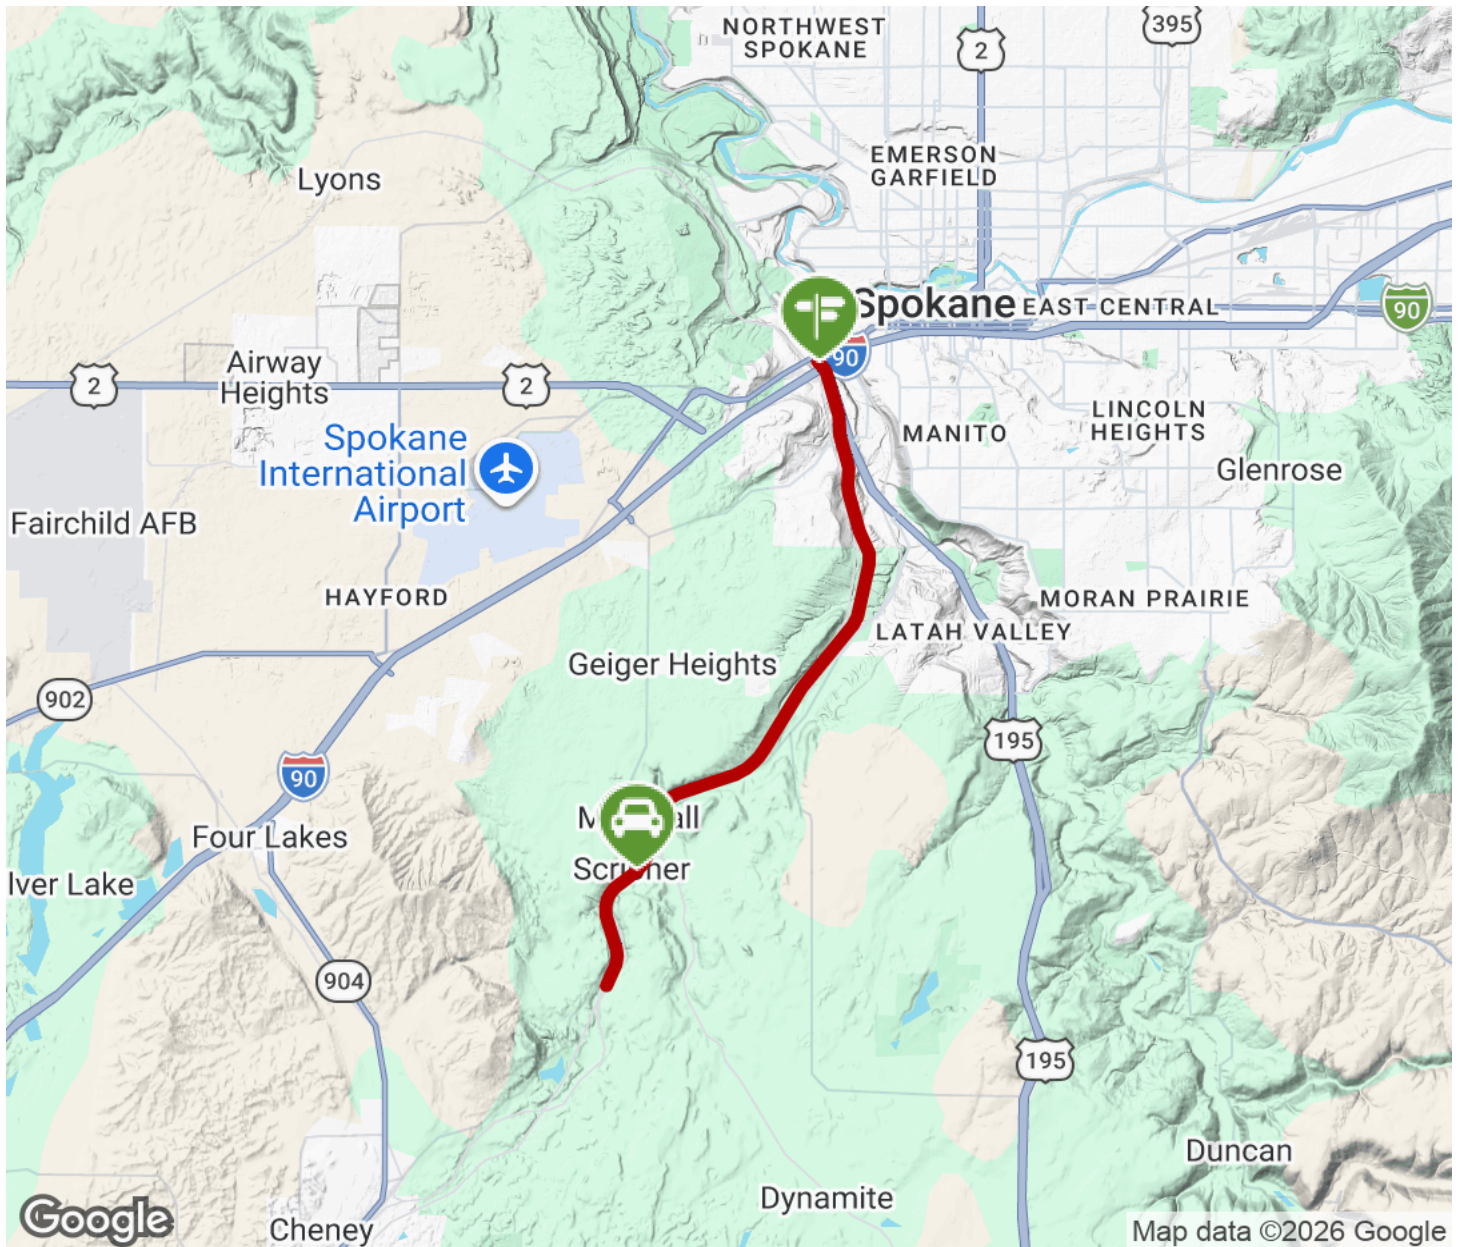 NORTHWEST
SPOKANE
395
2
EMERSON
GARFIELD
Lyons
Spokane
EAST CENTRAL
90
90
Airway
Heights
2
2
LINCOLN
HEIGHTS
MANITO
Spokane
International
Airport
Glenrose
Fairchild AFB
HAYFORD
MORAN PRAIRIE
LATAH VALLEY
Geiger Heights
902
195
90
Four Lakes
Scribner
lver Lake
904
195
Duncan
Dynamite
Cheney
Google
Map data ©2026 Google